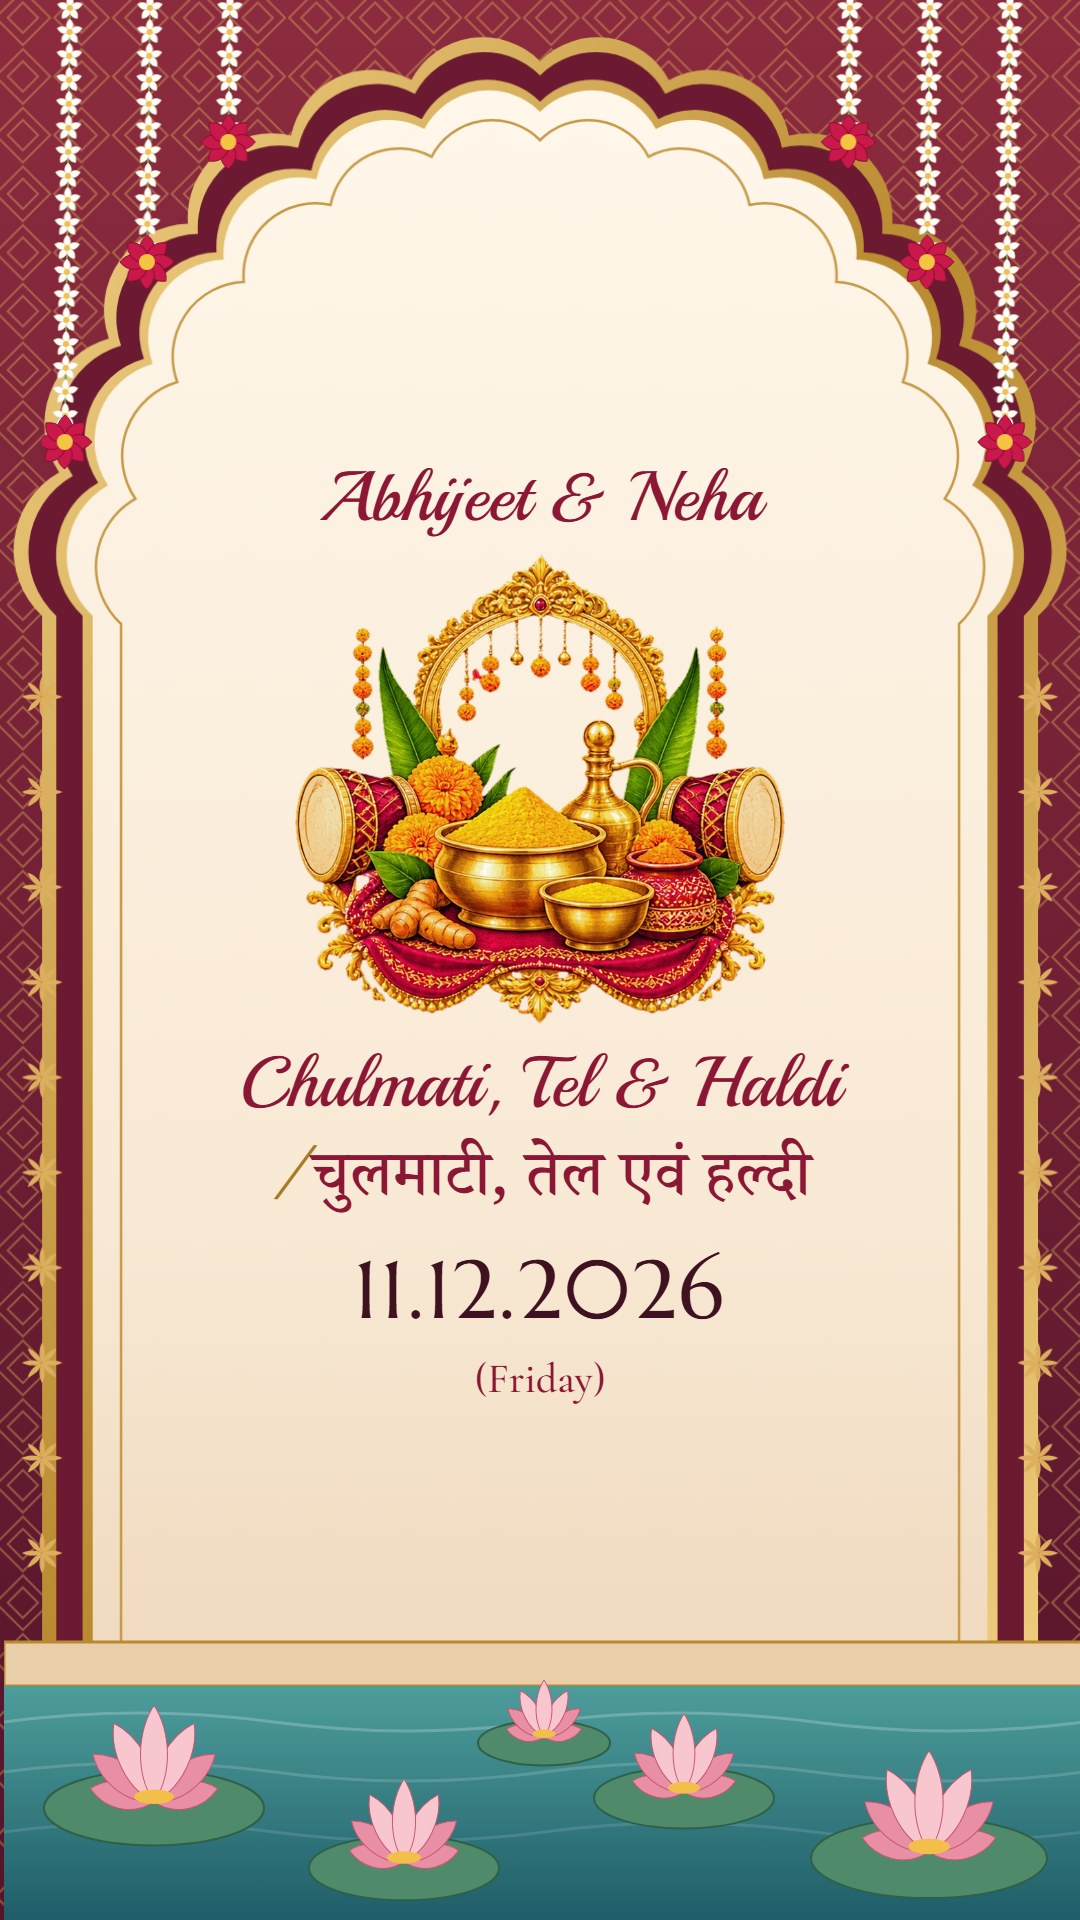 Abhijeet & Neha
Chulmati, Tel & Haldi
/चुलमाटी, तेल एवं हल्दी
11.12.2026
(Friday)